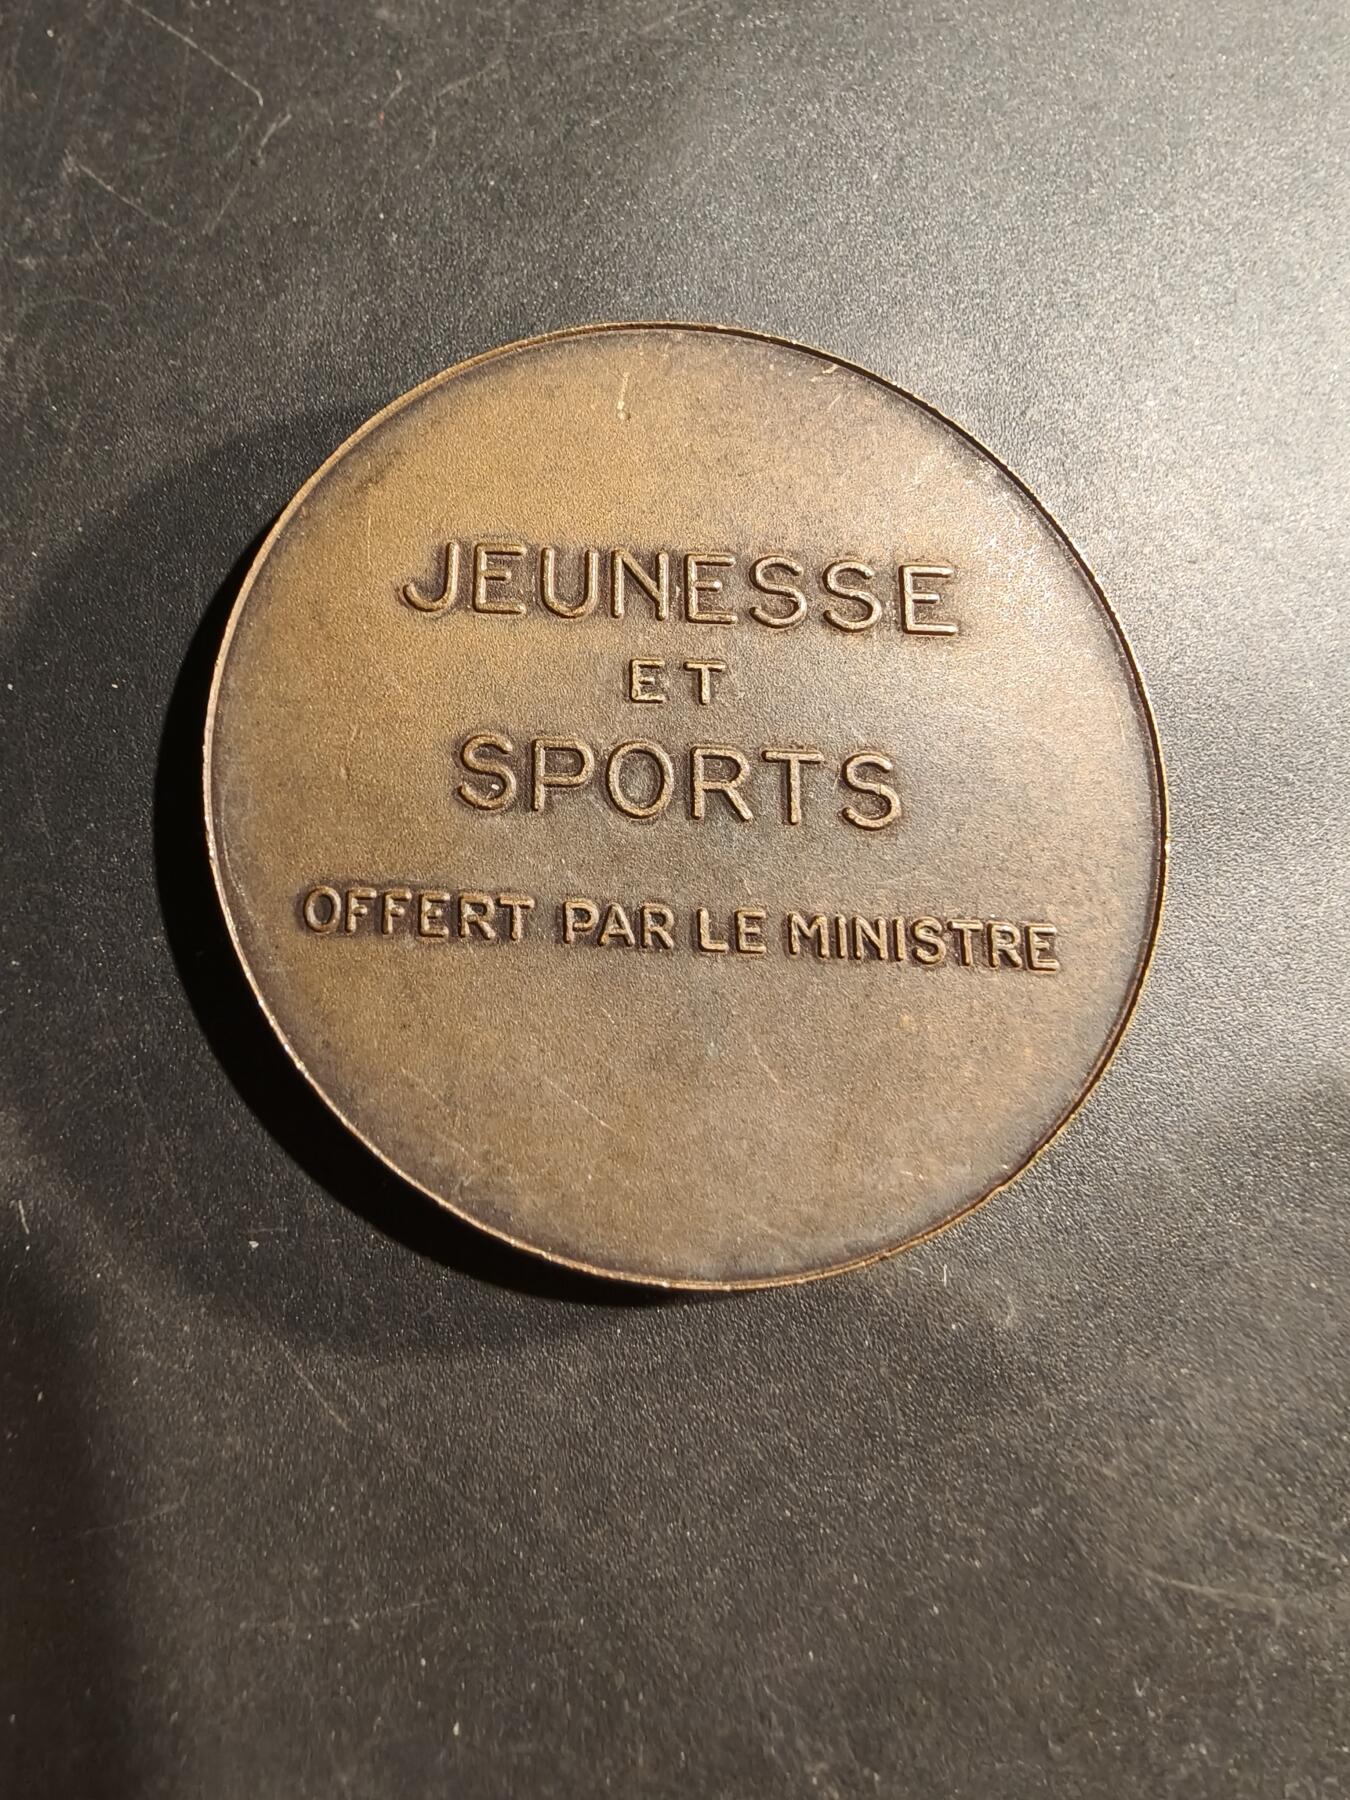 JEUNESSE
ET
SPORTS
OFFERT PAR LE MINISTRE